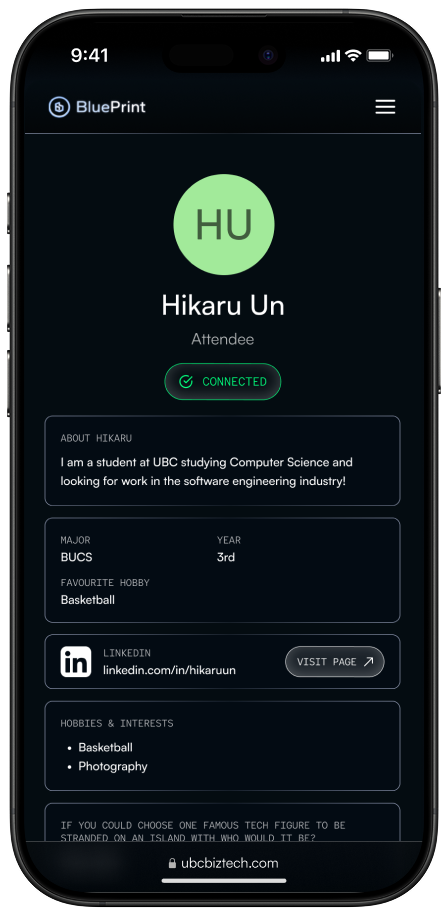 9:41
BluePrint
HU
Hikaru Un
Attendee
CONNECTED
ABOUT HIKARU
I am a student at UBC studying Computer Science and
looking for work in the software engineering industry!
MAJOR
YEAR
BUCS
3rd
FAVOURITE HOBBY
Basketball
LINKEDIN
linkedin.com/in/hikaruun
VISIT PAGE
HOBBIES & INTERESTS
• Basketball
• Photography
IF YOU COULD CHOOSE ONE FAMOUS TECH FIGURE TO BE
STRANDED ON AN ISLAND WITH WHO WOULD IT BE?
ubcbiztech.com